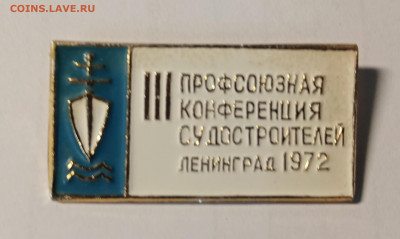 COINS.LAVE.RU
III ПРОФСОЮЗНАЯ
КОНФЕРЕНЦИЯ
СУДОСТРОИТЕЛЕЙ
ЛЕНИНГРАД 1972